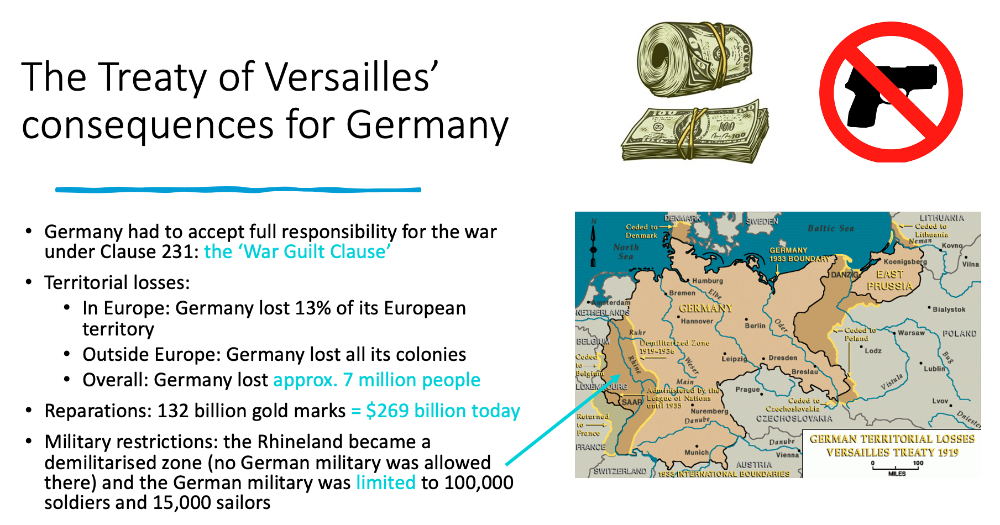 The Treaty of Versailles’
consequences for Germany
• Germany had to accept full responsibility for the war
under Clause 231: the ‘War Guilt Clause’
• Territorial losses:
• In Europe: Germany lost 13% of its European
territory
• Outside Europe: Germany lost all its colonies
• Overall: Germany lost approx. 7 million people
• Reparations: 132 billion gold marks = $269 billion today
• Military restrictions: the Rhineland became a
demilitarised zone (no German military was allowed
there) and the German military was limited to 100,000
soldiers and 15,000 sailors
100
100
100
100
100
N
DENMARK
SWEDEN
LITHUANIA
Ceded to
Denmark
Baltic Sea
Ceded to
Lithuania
North
Sea
Neman
Kovno
GERMANY
1933 BOUNDARY
Koenigsberg
Vilna
DANZIG
EAST
PRUSSIA
Hamburg
Bremen
Elbe
Amsterdam
NETHERLANDS
GERMANY
Hannover
Berlin
Oder
Bialystok
Ruhr
Ceded to
Poland
Warsaw
POLAND
BELGIUM
Demilitarized Zone
1919-1936
Lodz
Ceded
to
Belgium
Rhine
Weser
Leipzig
Dresden
Breslau
Bug
Lublin
LUXEMBOURG
Main
Prague
Vistula
SAAR
Administered by the
League of Nations
until 1935
Ceded to
Czechoslovakia
Lvov
Nuremberg
Returned
to
France
Danube
CZECHOSLOVAKIA
Dniester
FRANCE
Munich
Danube
Vienna
AUSTRIA
SWITZERLAND
1933 INTERNATIONAL BOUNDARIES
GERMAN TERRITORIAL LOSSES
VERSAILLES TREATY 1919
0 100
MILES